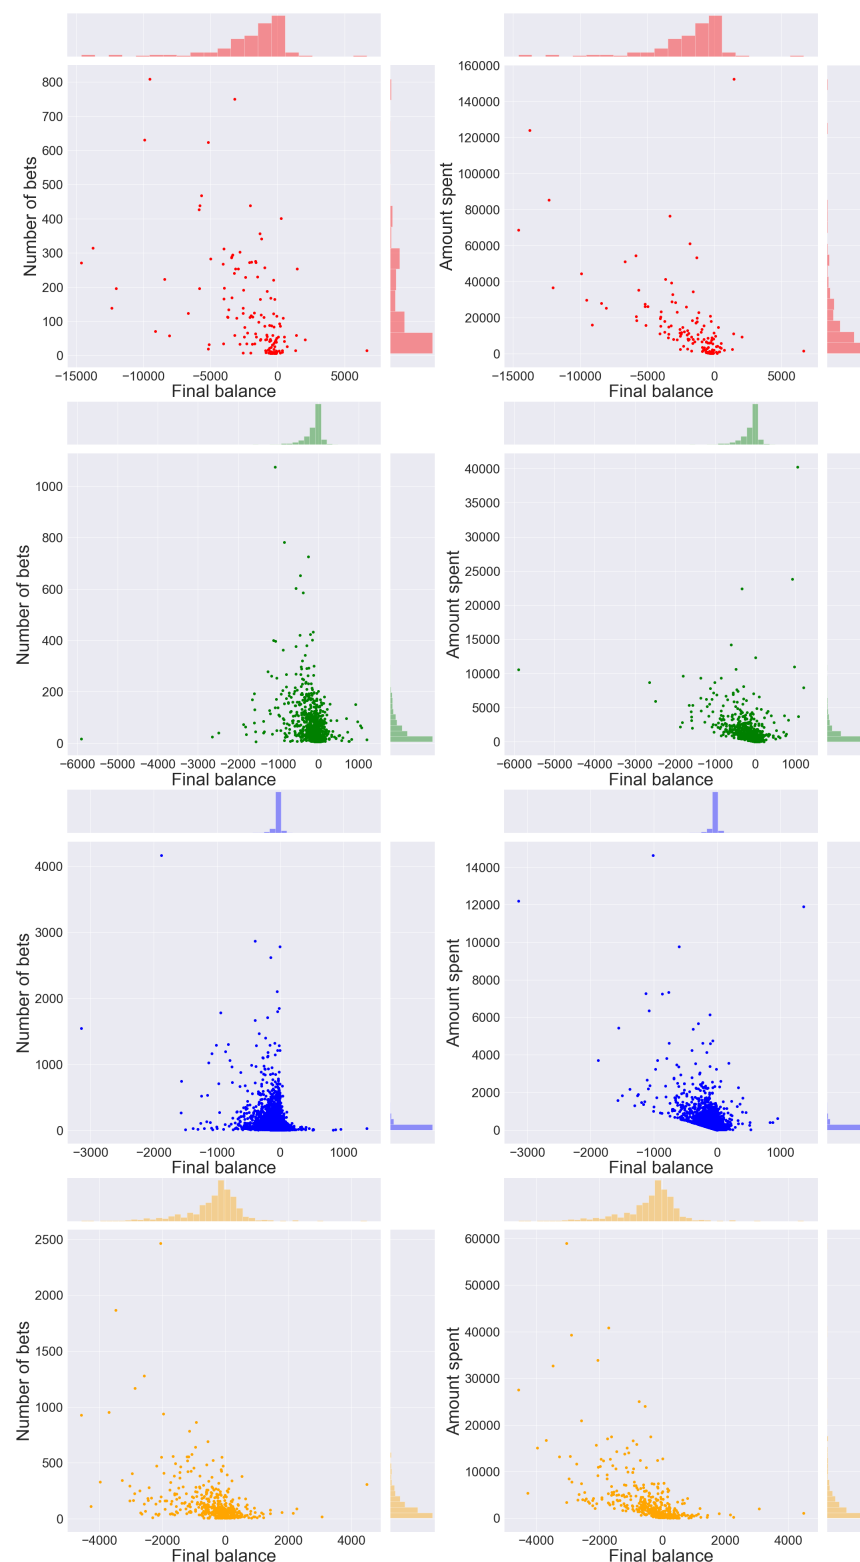 800
700
600
500
400
300
200
100
0
Number of bets
−15000 −10000 −5000 0 5000
Final balance
160000
140000
120000
100000
80000
60000
40000
20000
0
Amount spent
−15000 −10000 −5000 0 5000
Final balance
1000
800
600
400
200
0
Number of bets
−6000 −5000 −4000 −3000 −2000 −1000 0 1000
Final balance
40000
35000
30000
25000
20000
15000
10000
5000
0
Amount spent
−6000 −5000 −4000 −3000 −2000 −1000 0 1000
Final balance
4000
3000
2000
1000
0
Number of bets
−3000 −2000 −1000 0 1000
Final balance
14000
12000
10000
8000
6000
4000
2000
0
Amount spent
−3000 −2000 −1000 0 1000
Final balance
2500
2000
1500
1000
500
0
Number of bets
−4000 −2000 0 2000 4000
Final balance
60000
50000
40000
30000
20000
10000
0
Amount spent
−4000 −2000 0 2000 4000
Final balance